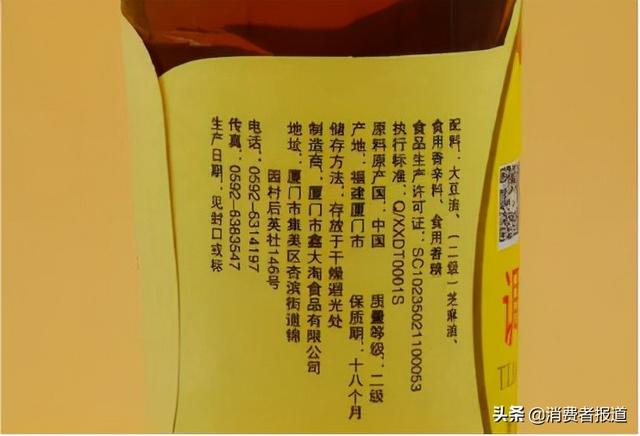 配料：大豆油、（二级）芝麻油、
食用香辛料、食用香精
食品生产许可证：SC10235021100053
执行标准：Q/XXDT0001S
原料原产国：中国 质量等级：二级
产地：福建厦门市 保质期：十八个月
储存方法：存放于干燥避光处
制造商：厦门市鑫大淘食品有限公司
地址：厦门市集美区杏滨街道锦
园村后英社146号
电话：0592-6314197
传真：0592-6383547
生产日期：见封口或标
调
头条 @消费者报道